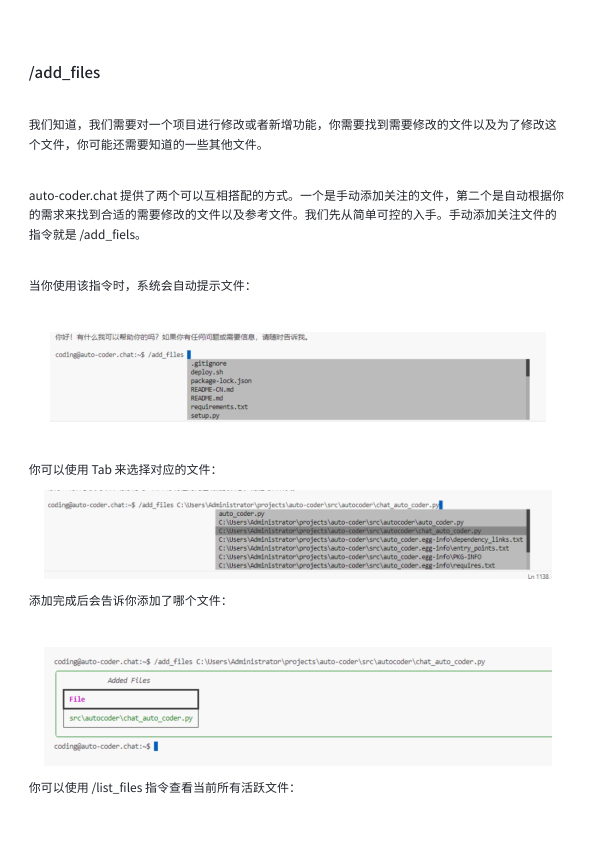 /add_files
我们知道，我们需要对一个项目进行修改或者新增功能，你需要找到需要修改的文件以及为了修改这
个文件，你可能还需要知道的一些其他文件。
auto-coder.chat 提供了两个可以互相搭配的方式。一个是手动添加关注的文件，第二个是自动根据你
的需求来找到合适的需要修改的文件以及参考文件。我们先从简单可控的入手。手动添加关注文件的
指令就是 /add_fiels。
当你使用该指令时，系统会自动提示文件：
你好！有什么我可以帮助你的吗？如果你有任何问题或需要信息，请随时告诉我。
coding@auto-coder.chat:~$ /add_files
.gitignore
deploy.sh
package-lock.json
README-CN.md
README.md
requirements.txt
setup.py
你可以使用 Tab 来选择对应的文件：
coding@auto-coder.chat:~$ /add_files C:\Users\Administrator\projects\auto-coder\src\autocoder\chat_auto_coder.py
auto_coder.py
C:\Users\Administrator\projects\auto-coder\src\autocoder\auto_coder.py
C:\Users\Administrator\projects\auto-coder\src\autocoder\chat_auto_coder.py
C:\Users\Administrator\projects\auto-coder\src\auto_coder.egg-info\dependency_links.txt
C:\Users\Administrator\projects\auto-coder\src\auto_coder.egg-info\entry_points.txt
C:\Users\Administrator\projects\auto-coder\src\auto_coder.egg-info\PKG-INFO
C:\Users\Administrator\projects\auto-coder\src\auto_coder.egg-info\requires.txt
Ln 1138
添加完成后会告诉你添加了哪个文件：
coding@auto-coder.chat:~$ /add_files C:\Users\Administrator\projects\auto-coder\src\autocoder\chat_auto_coder.py
Added Files
File
src\autocoder\chat_auto_coder.py
coding@auto-coder.chat:~$
你可以使用 /list_files 指令查看当前所有活跃文件：